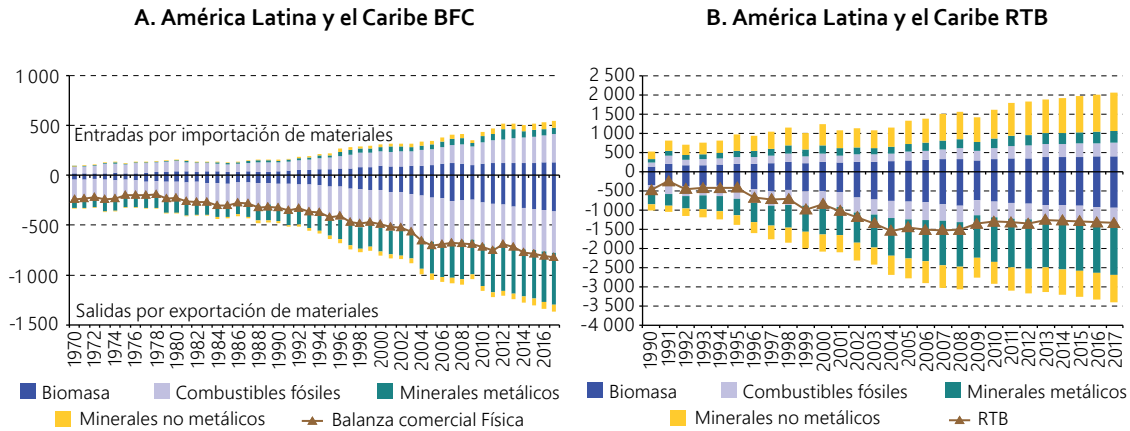 A. América Latina y el Caribe BFC
1 000
500
0
-500
-1 000
-1 500
Entradas por importación de materiales
Salidas por exportación de materiales
1970 1972 1974 1976 1978 1980 1982 1984 1986 1988 1990 1992 1994 1996 1998 2000 2002 2004 2006 2008 2010 2012 2014 2016
Biomasa Combustibles fósiles Minerales metálicos
Minerales no metálicos Balanza comercial Física
B. América Latina y el Caribe RTB
2 500
2 000
1 500
1 000
500
0
-500
-1 000
-1 500
-2 000
-2 500
-3 000
-3 500
-4 000
1990 1991 1992 1993 1994 1995 1996 1997 1998 1999 2000 2001 2002 2003 2004 2005 2006 2007 2008 2009 2010 2011 2012 2013 2014 2015 2016 2017
Biomasa Combustibles fósiles Minerales metálicos
Minerales no metálicos RTB